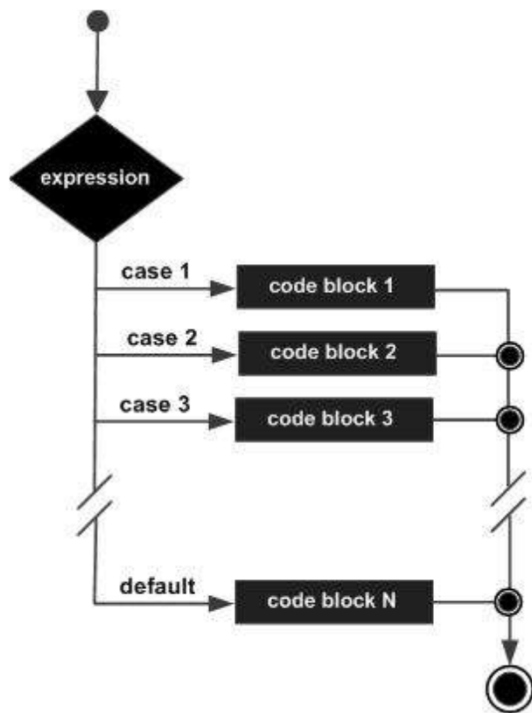 expression
case 1
code block 1
case 2
code block 2
case 3
code block 3
default
code block N